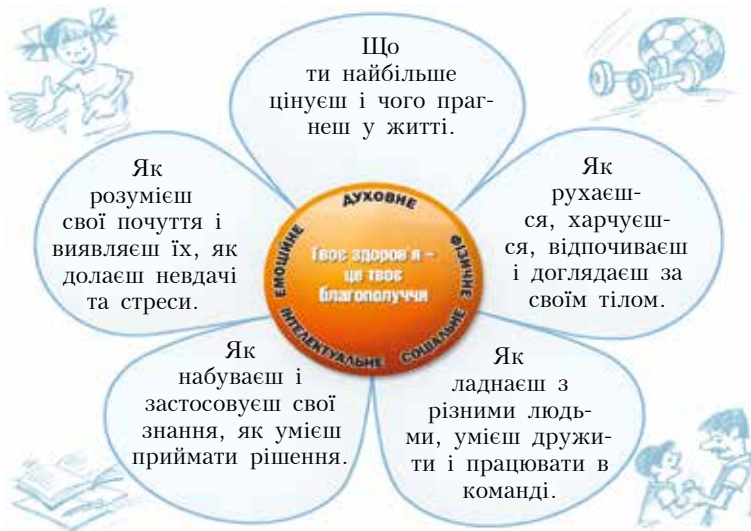 Що
ти найбільше
цінуєш і чого праг-
неш у житті.
Як
розумієш
свої почуття і
виявляєш їх, як
долаєш невдачі
та стреси.
Як
рухаєш-
ся, харчуєш-
ся, відпочиваєш
і доглядаєш за
своїм тілом.
ДУХОВНЕ
ЕМОЦІЙНЕ
ФІЗИЧНЕ
Твоє здоров'я –
це твоє
благополуччя
ІНТЕЛЕКТУАЛЬНЕ
СОЦІАЛЬНЕ
Як
набуваєш і
застосовуєш свої
знання, як умієш
приймати рішення.
Як
ладнаєш з
різними людь-
ми, умієш дружи-
ти і працювати в
команді.